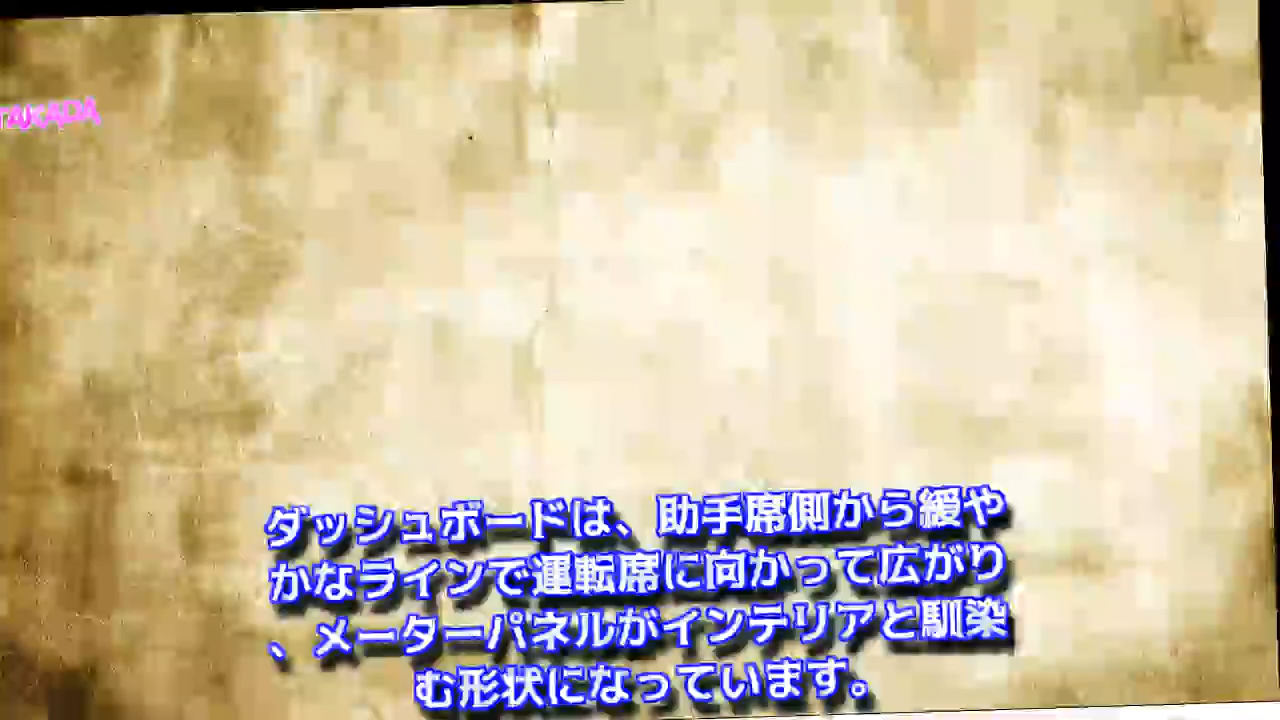 TAKADA
ダッシュボードは、助手席側から緩や
かなラインで運転席に向かって広がり
、メーターパネルがインテリアと馴染
む形状になっています。